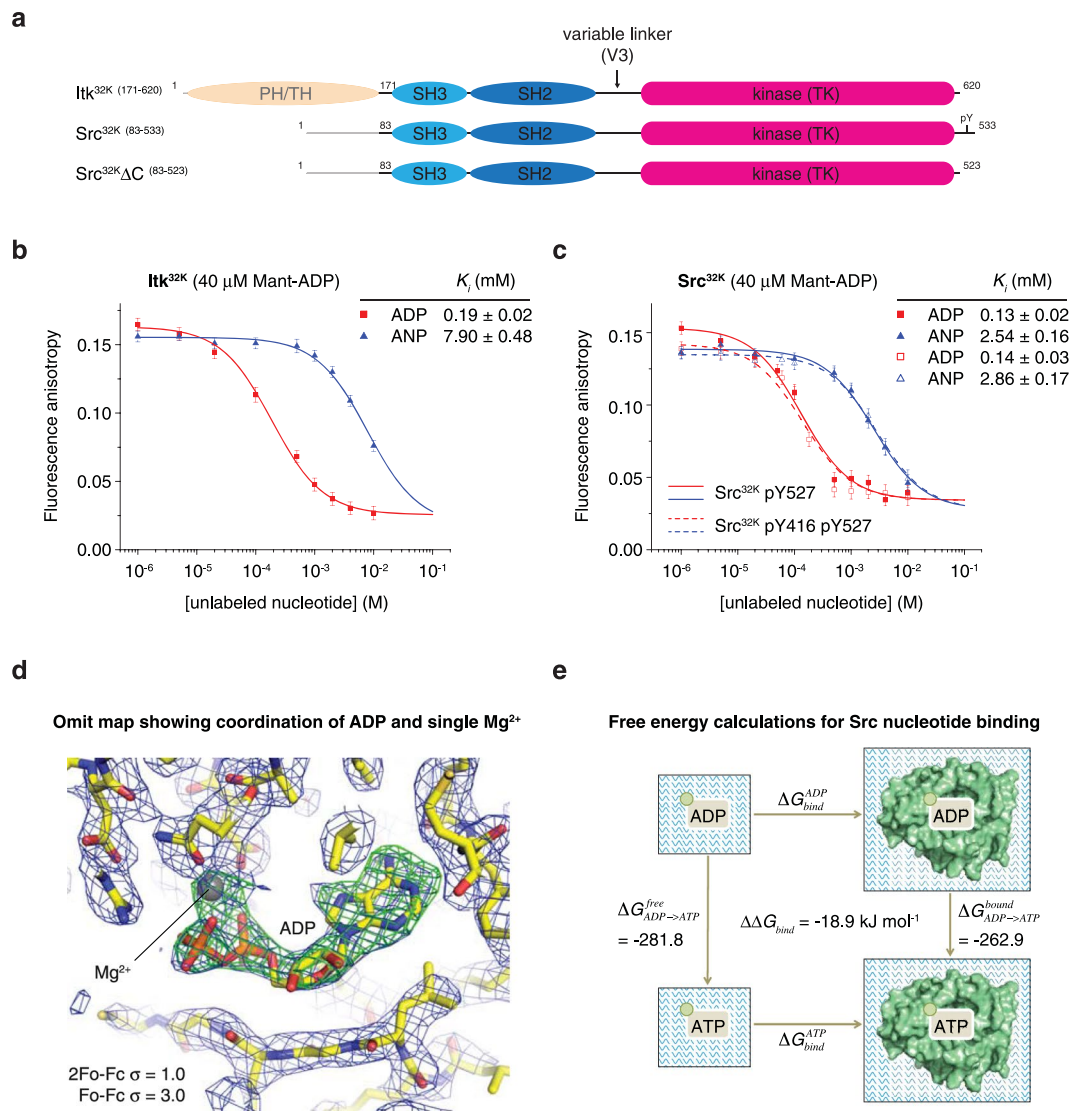 a
variable linker
(V3)
Itk32K (171-620) 1 PH/TH 171 SH3 SH2 kinase (TK) 620
Src32K (83-533) 1 83 SH3 SH2 kinase (TK) pY 533
Src32KΔC (83-523) 1 83 SH3 SH2 kinase (TK) 523
b
Itk32K (40 μM Mant-ADP)
Ki (mM)
ADP 0.19 ± 0.02
ANP 7.90 ± 0.48
Fluorescence anisotropy
0.15
0.10
0.05
0.00
10-6 10-5 10-4 10-3 10-2 10-1
[unlabeled nucleotide] (M)
c
Src32K (40 μM Mant-ADP)
Ki (mM)
ADP 0.13 ± 0.02
ANP 2.54 ± 0.16
ADP 0.14 ± 0.03
ANP 2.86 ± 0.17
Fluorescence anisotropy
0.15
0.10
0.05
0.00
Src32K pY527
Src32K pY416 pY527
10-6 10-5 10-4 10-3 10-2 10-1
[unlabeled nucleotide] (M)
d
Omit map showing coordination of ADP and single Mg2+
ADP
Mg2+
2Fo-Fc σ = 1.0
Fo-Fc σ = 3.0
e
Free energy calculations for Src nucleotide binding
ADP
ΔGADPbind
ADP
ΔGfreeADP->ATP
= -281.8
ΔΔGbind = -18.9 kJ mol-1
ΔGboundADP->ATP
= -262.9
ATP
ΔGATPbind
ATP